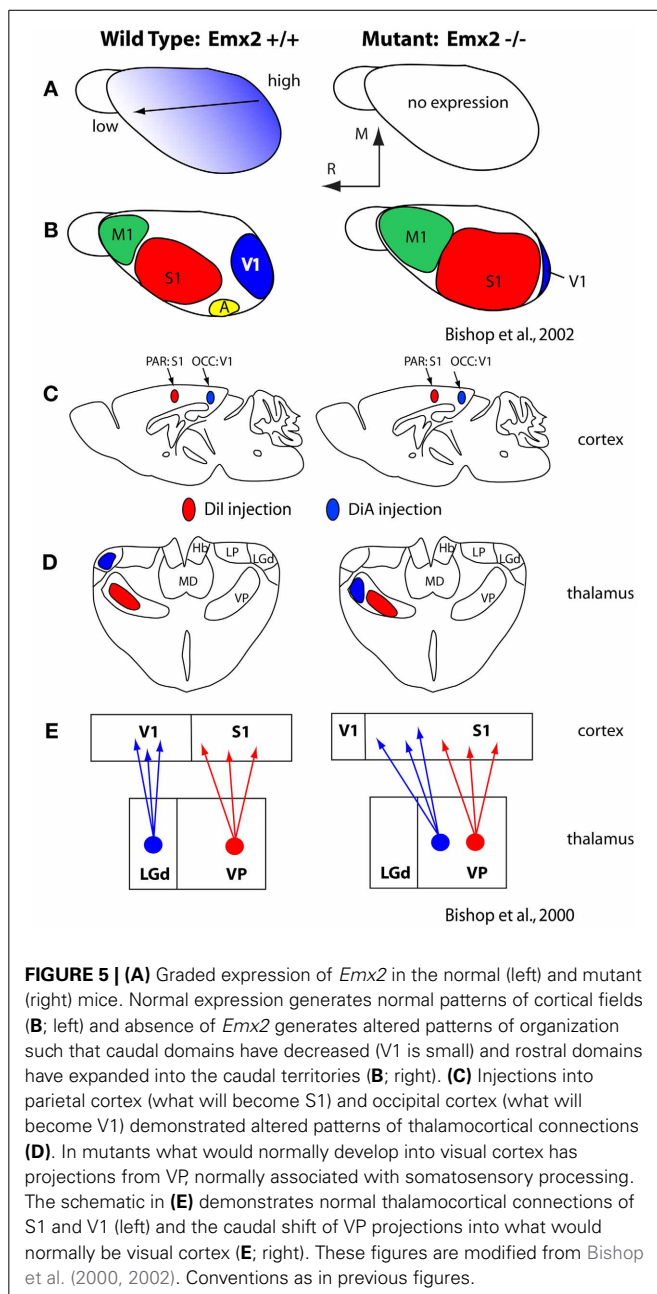 Wild Type: Emx2 +/+ Mutant: Emx2 -/-
A
high
low
no expression
M
R
B
M1
S1
V1
A
M1
S1
V1
Bishop et al., 2002
PAR:S1 OCC:V1 PAR:S1 OCC:V1
C
cortex
DiI injection DiA injection
D
Hb LP LGd
MD
VP
Hb LP LGd
MD
VP
thalamus
E
V1 S1 V1 S1 cortex
LGd VP LGd VP thalamus
Bishop et al., 2000
FIGURE 5 | (A) Graded expression of Emx2 in the normal (left) and mutant
(right) mice. Normal expression generates normal patterns of cortical fields
(B; left) and absence of Emx2 generates altered patterns of organization
such that caudal domains have decreased (V1 is small) and rostral domains
have expanded into the caudal territories (B; right). (C) Injections into
parietal cortex (what will become S1) and occipital cortex (what will
become V1) demonstrated altered patterns of thalamocortical connections
(D). In mutants what would normally develop into visual cortex has
projections from VP, normally associated with somatosensory processing.
The schematic in (E) demonstrates normal thalamocortical connections of
S1 and V1 (left) and the caudal shift of VP projections into what would
normally be visual cortex (E; right). These figures are modified from Bishop
et al. (2000, 2002). Conventions as in previous figures.